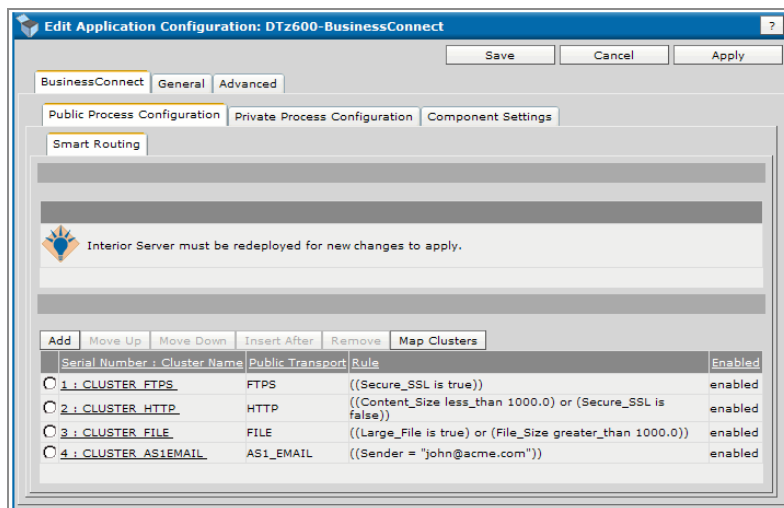 Edit Application Configuration: DTz600-BusinessConnect ?
Save Cancel Apply
BusinessConnect General Advanced
Public Process Configuration Private Process Configuration Component Settings
Smart Routing
Interior Server must be redeployed for new changes to apply.
Add Move Up Move Down Insert After Remove Map Clusters
Serial Number : Cluster Name Public Transport Rule Enabled
1 : CLUSTER_FTPS FTPS ((Secure_SSL is true)) enabled
2 : CLUSTER_HTTP HTTP ((Content_Size less_than 1000.0) or (Secure_SSL is
false)) enabled
3 : CLUSTER_FILE FILE ((Large_File is true) or (File_Size greater_than 1000.0)) enabled
4 : CLUSTER_AS1EMAIL AS1_EMAIL ((Sender = "john@acme.com")) enabled